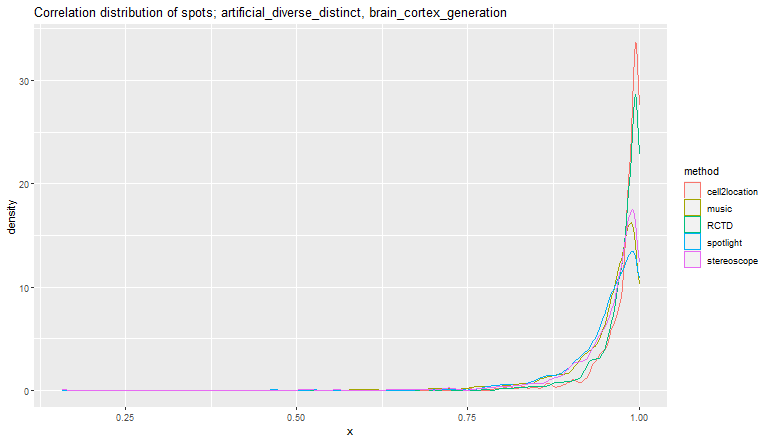 Correlation distribution of spots; artificial_diverse_distinct, brain_cortex_generation
30
20
10
0
density
0.25
0.50
0.75
1.00
x
method
cell2location
music
RCTD
spotlight
stereoscope